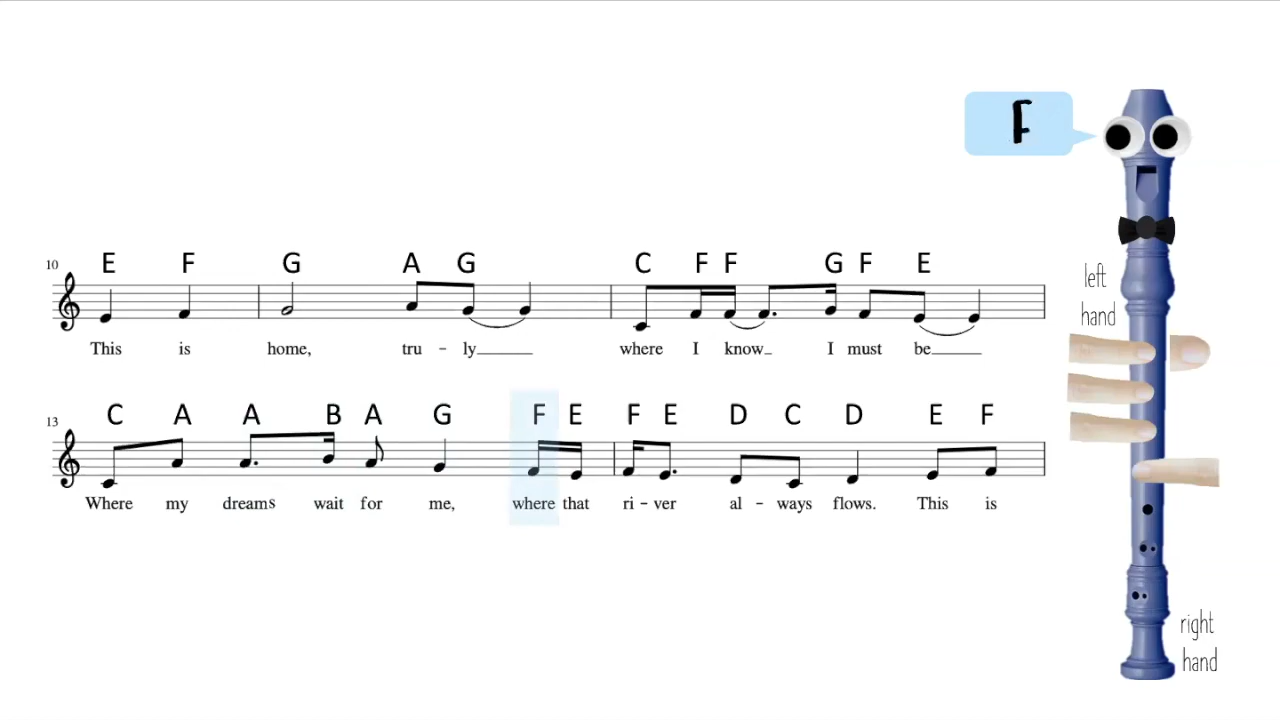 F
left
hand
10
E F G A G C F F G F E
This is home, tru - ly where I know I must be
13
C A A B A G F E F E D C D E F
Where my dreams wait for me, where that ri - ver al - ways flows. This is
right
hand